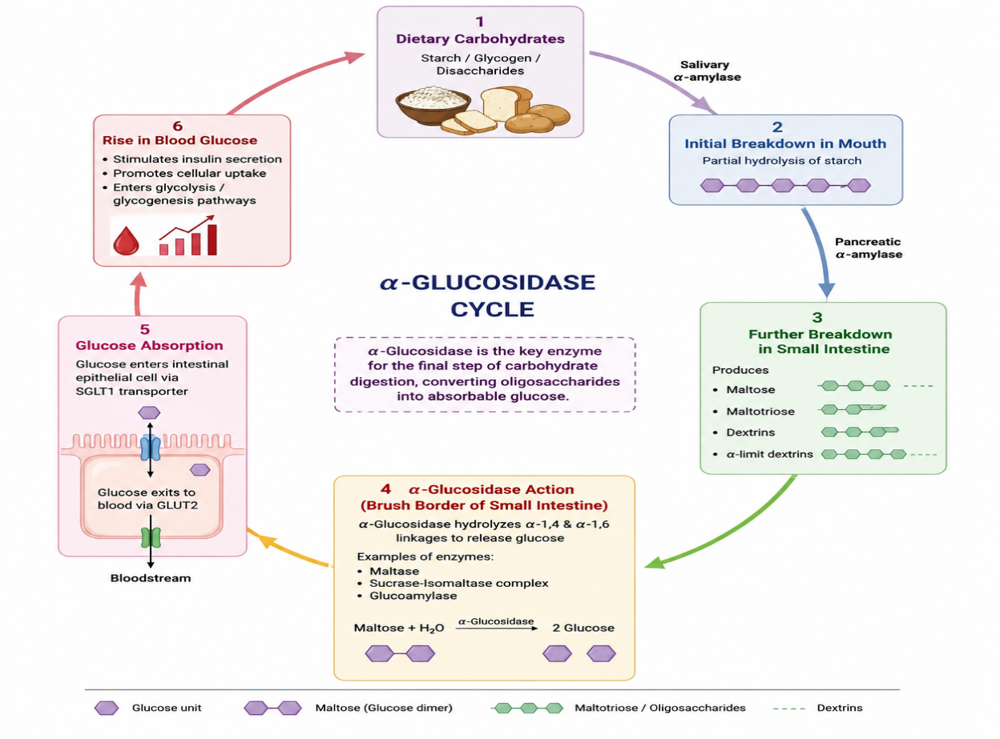 1
Dietary Carbohydrates
Starch / Glycogen /
Disaccharides
Salivary
α-amylase
2
Initial Breakdown in Mouth
Partial hydrolysis of starch
Pancreatic
α-amylase
3
Further Breakdown
in Small Intestine
Produces
• Maltose
• Maltotriose
• Dextrins
• α-limit dextrins
4 α-Glucosidase Action
(Brush Border of Small Intestine)
α-Glucosidase hydrolyzes α-1,4 & α-1,6
linkages to release glucose
Examples of enzymes:
• Maltase
• Sucrase-Isomaltase complex
• Glucoamylase
Maltose + H₂O α-Glucosidase 2 Glucose
5
Glucose Absorption
Glucose enters intestinal
epithelial cell via
SGLT1 transporter
Glucose exits to
blood via GLUT2
Bloodstream
6
Rise in Blood Glucose
• Stimulates insulin secretion
• Promotes cellular uptake
• Enters glycolysis /
glycogenesis pathways
α-GLUCOSIDASE
CYCLE
α-Glucosidase is the key enzyme
for the final step of carbohydrate
digestion, converting oligosaccharides
into absorbable glucose.
Glucose unit
Maltose (Glucose dimer)
Maltotriose / Oligosaccharides
Dextrins